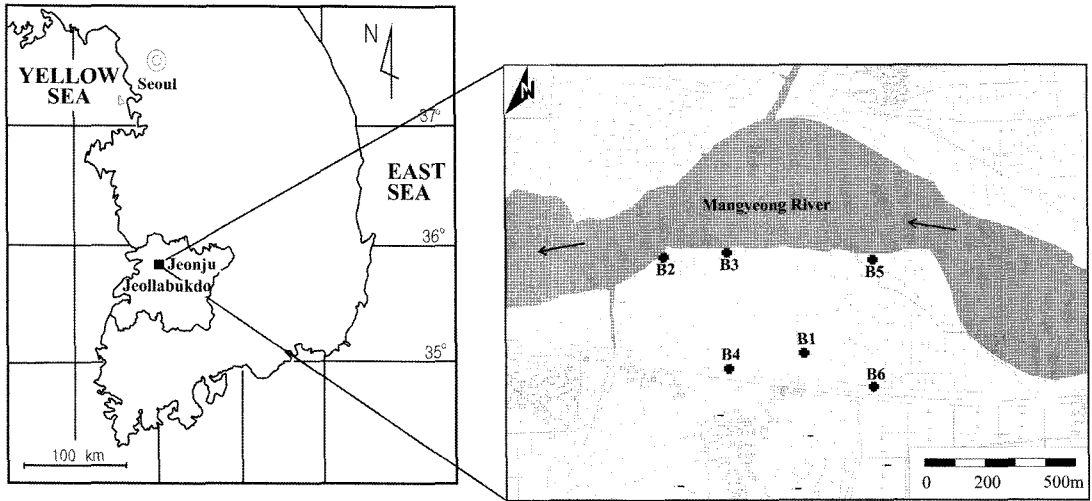 YELLOW
SEA
Seoul
N
37°
EAST
SEA
36°
Jeonju
Jeollabukdo
35°
100 km
N
Mangyeong River
B2
B3
B5
B1
B4
B6
0 200 500m